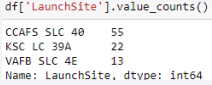 df['LaunchSite'].value_counts()
CCAFS SLC 40    55
KSC LC 39A      22
VAFB SLC 4E     13
Name: LaunchSite, dtype: int64